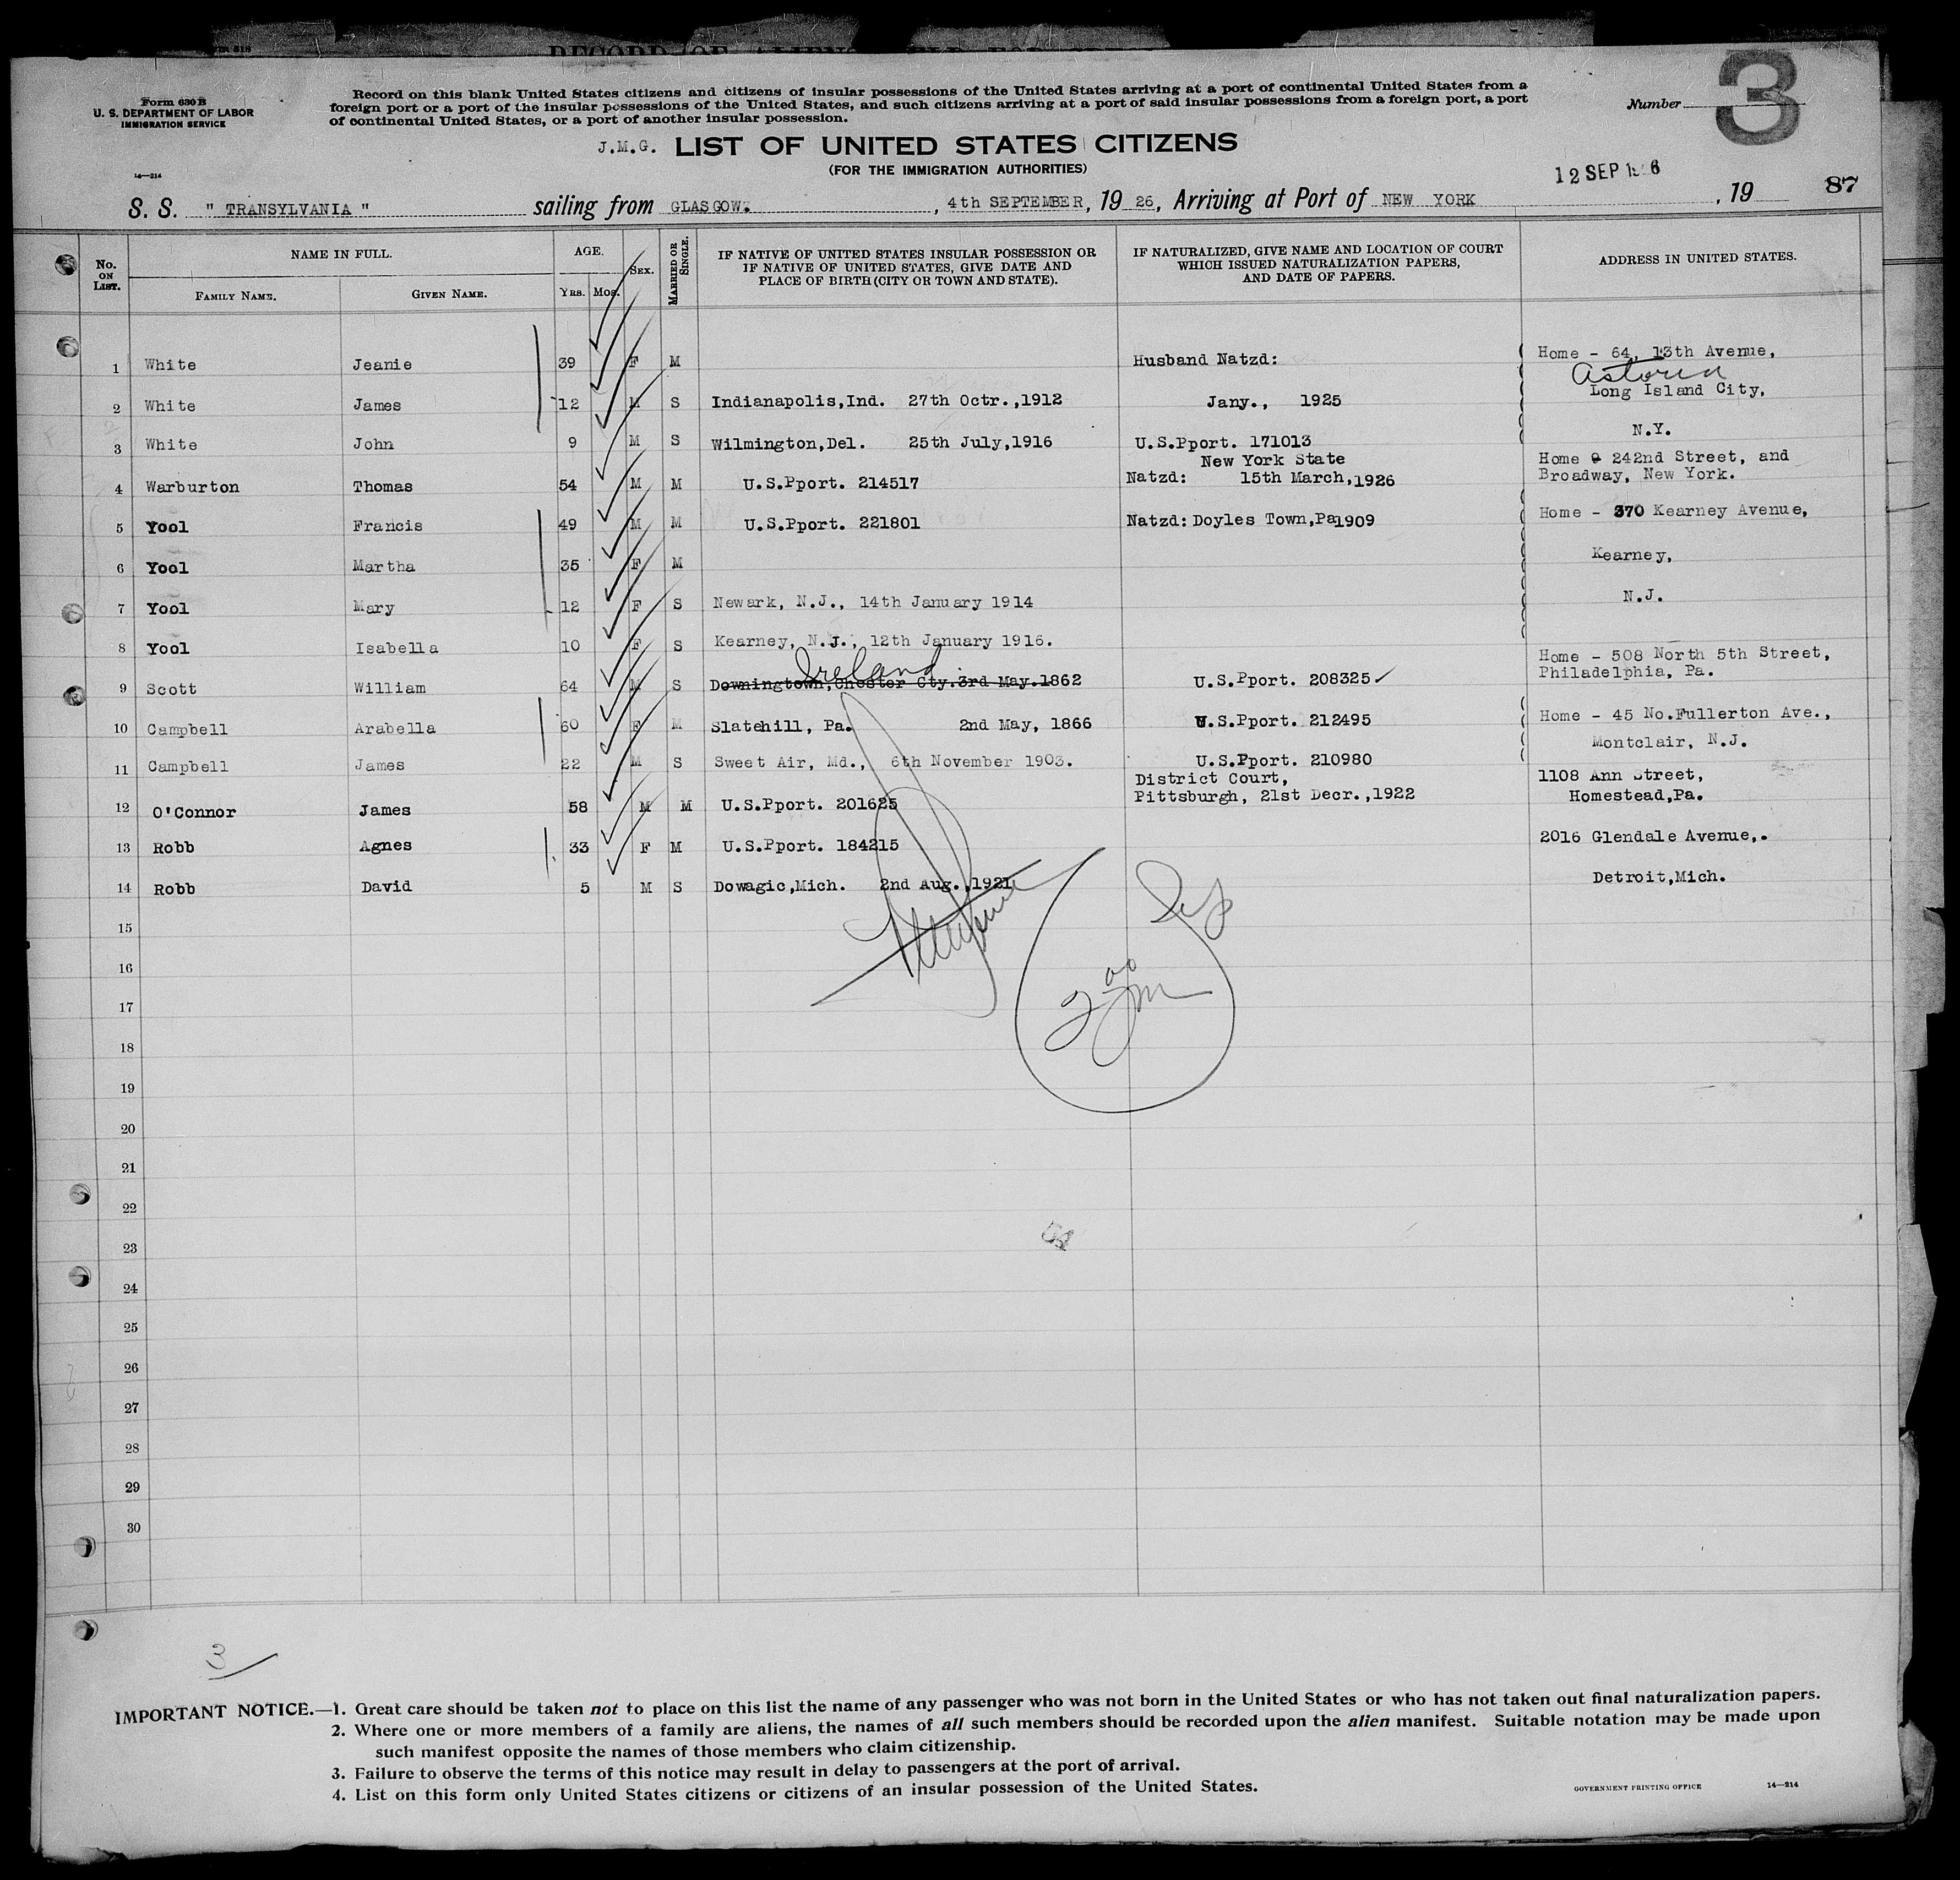 Form 630 B
U. S. DEPARTMENT OF LABOR
IMMIGRATION SERVICE
14—214
Record on this blank United States citizens and citizens of insular possessions of the United States arriving at a port of continental United States from a
foreign port or a port of the insular possessions of the United States, and such citizens arriving at a port of said insular possessions from a foreign port, a port
of continental United States, or a port of another insular possession.
Number 3
J.M.G. LIST OF UNITED STATES CITIZENS
(FOR THE IMMIGRATION AUTHORITIES)
12 SEP 1926
S. S. " TRANSYLVANIA " sailing from GLASGOW. , 4th SEPTEMBER, 19 26, Arriving at Port of NEW YORK , 19 87
No. ON LIST. NAME IN FULL. AGE. SEX. MARRIED OR SINGLE. IF NATIVE OF UNITED STATES INSULAR POSSESSION OR IF NATIVE OF UNITED STATES, GIVE DATE AND PLACE OF BIRTH (CITY OR TOWN AND STATE). IF NATURALIZED, GIVE NAME AND LOCATION OF COURT WHICH ISSUED NATURALIZATION PAPERS, AND DATE OF PAPERS. ADDRESS IN UNITED STATES.
FAMILY NAME. GIVEN NAME. YRS. MOS.
1 White Jeanie 39 F M Husband Natzd: Home - 64, 13th Avenue,
Astoria
2 White James 12 M S Indianapolis,Ind. 27th Octr.,1912 Jany., 1925 Long Island City,
3 White John 9 M S Wilmington,Del. 25th July,1916 U.S.Pport. 171013 N.Y.
4 Warburton Thomas 54 M M U.S.Pport. 214517 New York State Natzd: 15th March,1926 Home 242nd Street, and Broadway, New York.
5 Yool Francis 49 M M U.S.Pport. 221801 Natzd: Doyles Town,Pa1909 Home - 370 Kearney Avenue,
6 Yool Martha 35 F M Kearney,
7 Yool Mary 12 F S Newark, N.J., 14th January 1914 N.J.
8 Yool Isabella 10 F S Kearney, N.J., 12th January 1916.
Ireland
9 Scott William 64 M S Downingtown,Chester Cty.3rd May.1862 U.S.Pport. 208325 Home - 508 North 5th Street, Philadelphia, Pa.
10 Campbell Arabella 60 F M Slatehill, Pa. 2nd May, 1866 U.S.Pport. 212495 Home - 45 No.Fullerton Ave.,
Montclair, N.J.
11 Campbell James 22 M S Sweet Air, Md., 6th November 1903. U.S.Pport. 210980
12 O'Connor James 58 M M U.S.Pport. 201625 District Court, Pittsburgh, 21st Decr.,1922 1108 Ann Street, Homestead,Pa.
13 Robb Agnes 33 F M U.S.Pport. 184215 2016 Glendale Avenue,.
14 Robb David 5 M S Dowagic,Mich. 2nd Aug.,1921 Detroit,Mich.
15
16
17
18
19
20
21
22
23
24
25
26
27
28
29
30
3
IMPORTANT NOTICE.—1. Great care should be taken not to place on this list the name of any passenger who was not born in the United States or who has not taken out final naturalization papers.
2. Where one or more members of a family are aliens, the names of all such members should be recorded upon the alien manifest. Suitable notation may be made upon
such manifest opposite the names of those members who claim citizenship.
3. Failure to observe the terms of this notice may result in delay to passengers at the port of arrival.
4. List on this form only United States citizens or citizens of an insular possession of the United States.
GOVERNMENT PRINTING OFFICE 14—214